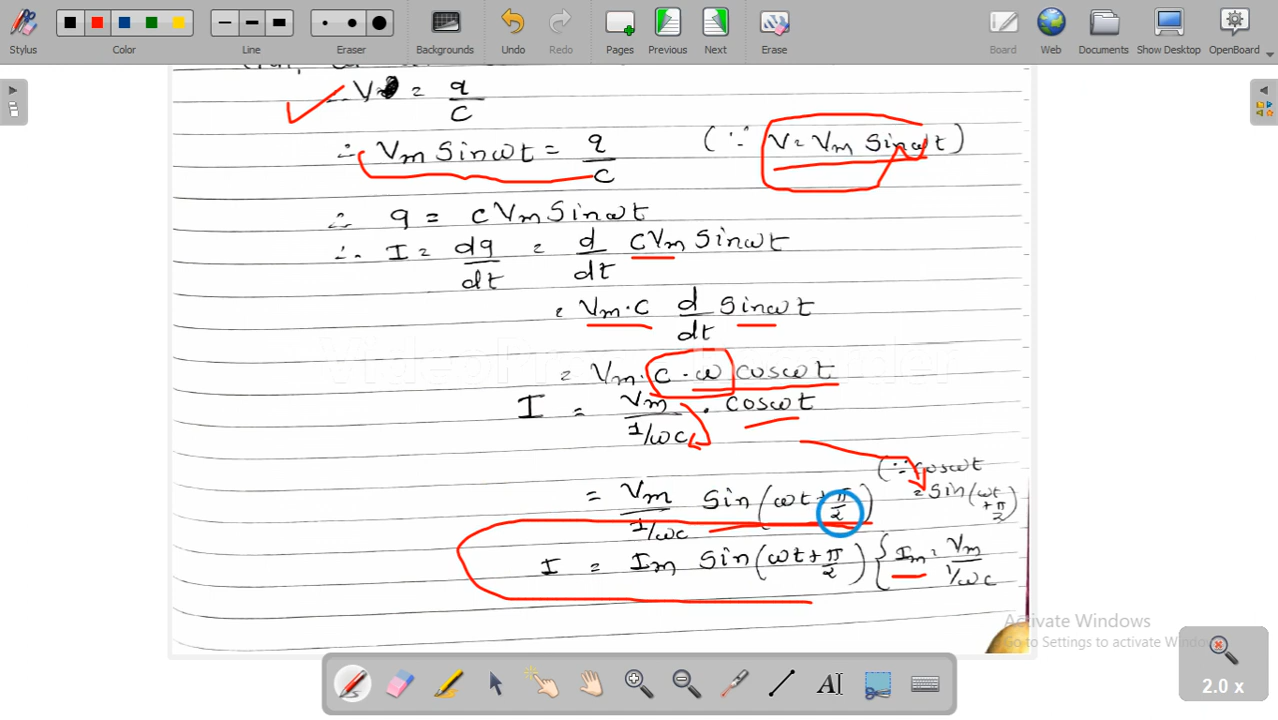 Stylus Color Line Eraser Backgrounds Undo Redo Pages Previous Next Erase Board Web Documents Show Desktop OpenBoard
∴ V = q/C
∴ Vm Sinωt = q/C (∵ V = Vm Sinωt)
∴ q = CVm Sinωt
∴ I = dq/dt = d/dt CVm Sinωt
= Vm·C d/dt Sinωt
= Vm·C·ω cosωt
I = Vm/1/ωC · cosωt
(∵ cosωt
= Sin(ωt + π/2)
= Vm/1/ωC Sin(ωt + π/2)
I = Im Sin(ωt + π/2) { Im = Vm/1/ωC
Activate Windows
Go to Settings to activate Windows
2.0 x